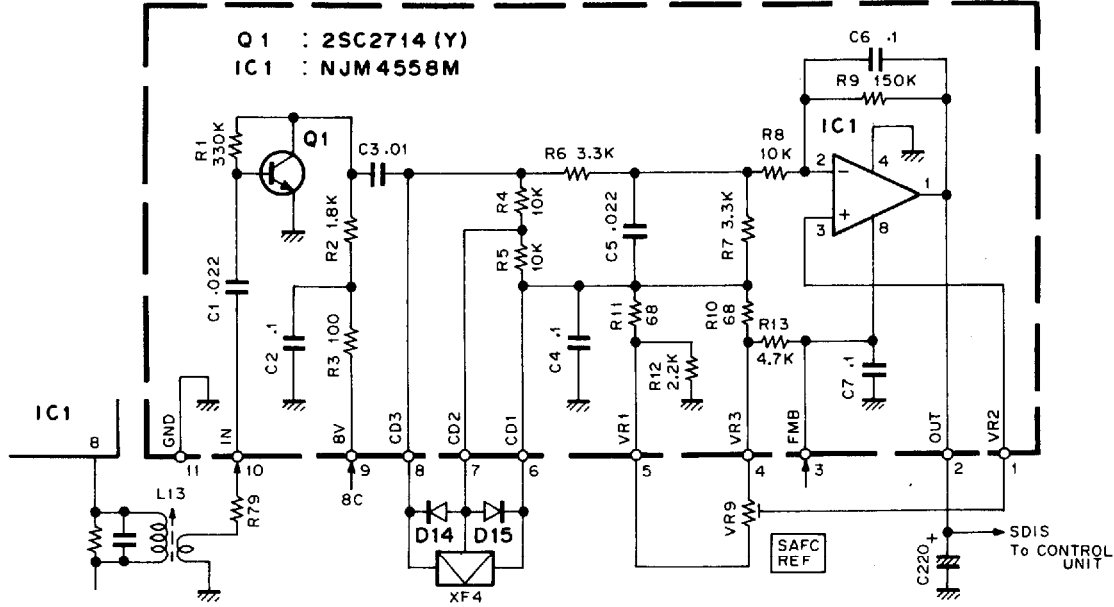 Q1 : 2SC2714(Y)
IC1 : NJM4558M
C6 .1
R9 150K
IC1
R1
330K
Q1
C3 .01
R6 3.3K
R8
10K
2
-
4
1
+
3
8
R4
10K
R5
10K
C5 .022
R7 3.3K
R2 1.8K
C1 .022
C2 .1
R3 100
C4 .1
R11
68
R10
68
R12
2.2K
R13
4.7K
C7 .1
IC1
8
GND
IN
8V
CD3
CD2
CD1
VR1
VR3
FMB
OUT
VR2
11
10
9
8
7
6
5
4
3
2
1
8C
L13
R79
D14
D15
XF4
VR9
SAFC
REF
+
C220
SDIS
To CONTROL
UNIT